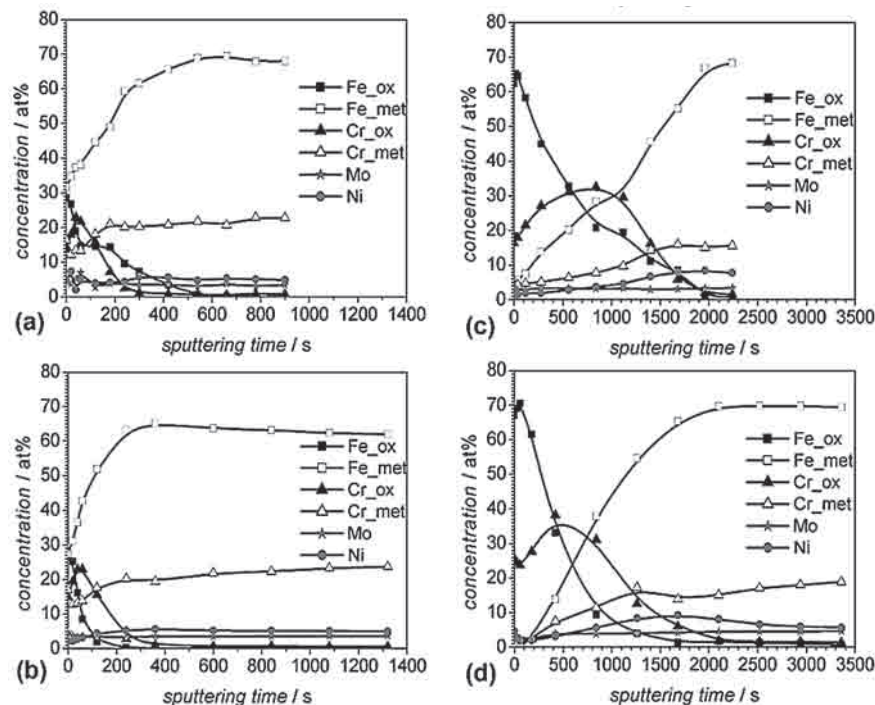 80
70
60
50
40
30
20
10
0
concentration / at%
Fe_ox
Fe_met
Cr_ox
Cr_met
Mo
Ni
0 200 400 600 800 1000 1200 1400
(a) sputtering time / s
80
70
60
50
40
30
20
10
0
concentration / at%
Fe_ox
Fe_met
Cr_ox
Cr_met
Mo
Ni
0 200 400 600 800 1000 1200 1400
(b) sputtering time / s
80
70
60
50
40
30
20
10
0
concentration / at%
Fe_ox
Fe_met
Cr_ox
Cr_met
Mo
Ni
0 500 1000 1500 2000 2500 3000 3500
(c) sputtering time / s
80
70
60
50
40
30
20
10
0
concentration / at%
Fe_ox
Fe_met
Cr_ox
Cr_met
Mo
Ni
0 500 1000 1500 2000 2500 3000 3500
(d) sputtering time / s